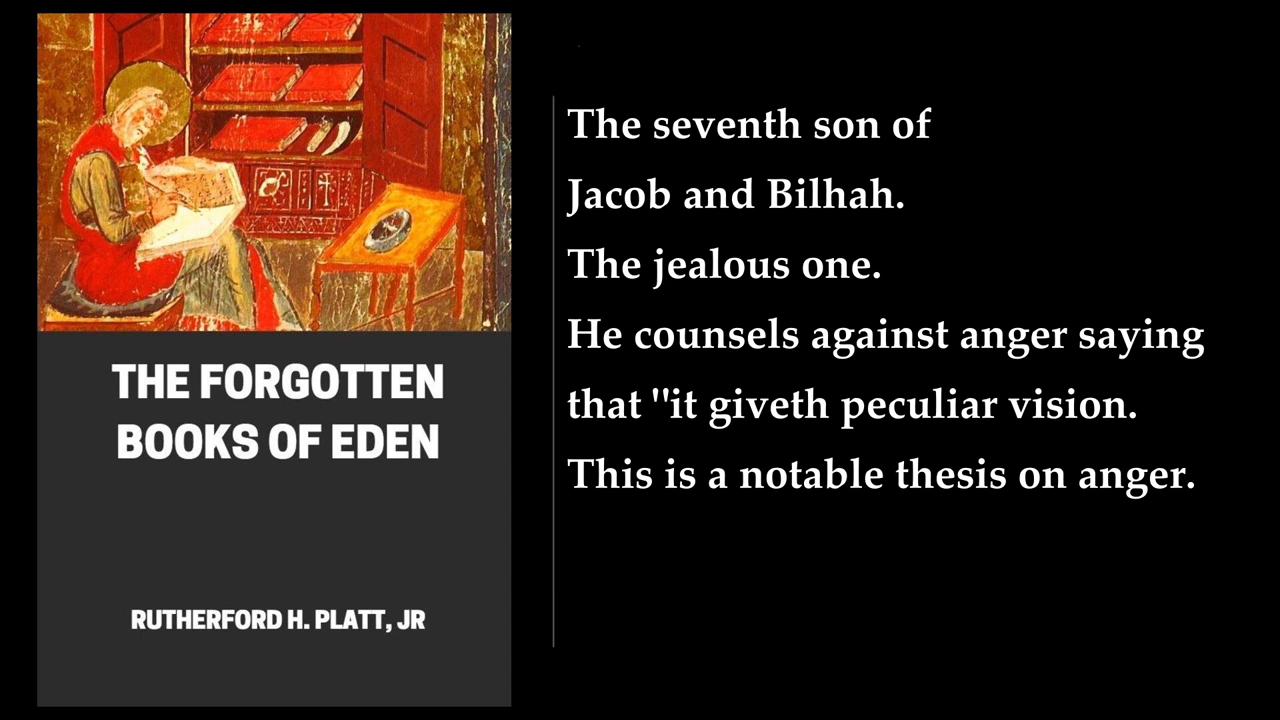 THE FORGOTTEN
BOOKS OF EDEN
RUTHERFORD H. PLATT, JR
The seventh son of
Jacob and Bilhah.
The jealous one.
He counsels against anger saying
that "it giveth peculiar vision.
This is a notable thesis on anger.